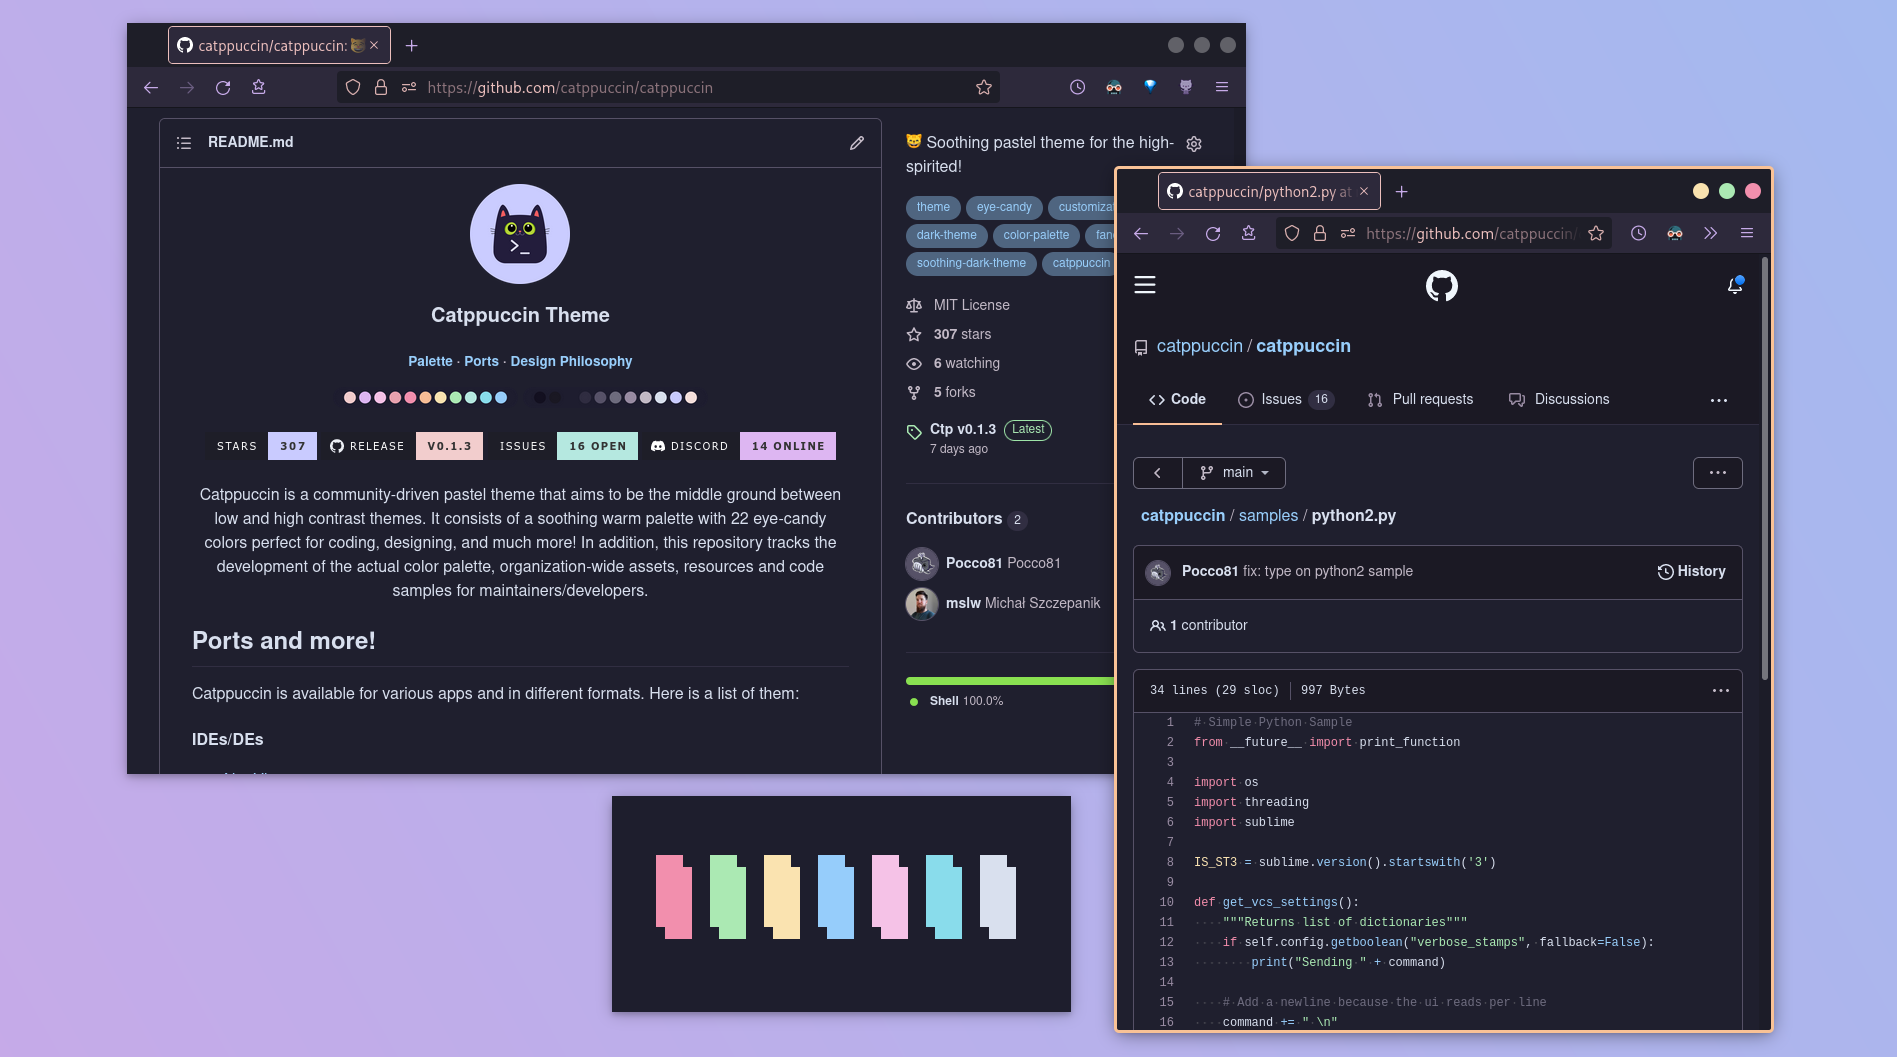 catppuccin/catppuccin:
https://github.com/catppuccin/catppuccin
README.md
Catppuccin Theme
Palette · Ports · Design Philosophy
STARS 307 RELEASE V0.1.3 ISSUES 16 OPEN DISCORD 14 ONLINE
Catppuccin is a community-driven pastel theme that aims to be the middle ground between
low and high contrast themes. It consists of a soothing warm palette with 22 eye-candy
colors perfect for coding, designing, and much more! In addition, this repository tracks the
development of the actual color palette, organization-wide assets, resources and code
samples for maintainers/developers.
Ports and more!
Catppuccin is available for various apps and in different formats. Here is a list of them:
IDEs/DEs
Soothing pastel theme for the high-
spirited!
theme eye-candy customizat
dark-theme color-palette fan
soothing-dark-theme catppuccin
MIT License
307 stars
6 watching
5 forks
Ctp v0.1.3 Latest
7 days ago
Contributors 2
Pocco81 Pocco81
mslw Michał Szczepanik
Shell 100.0%
catppuccin/python2.py at
https://github.com/catppuccin/
catppuccin / catppuccin
Code Issues 16 Pull requests Discussions
main
catppuccin / samples / python2.py
Pocco81 fix: type on python2 sample History
1 contributor
34 lines (29 sloc) 997 Bytes
1 # Simple Python Sample
2 from __future__ import print_function
3
4 import os
5 import threading
6 import sublime
7
8 IS_ST3 = sublime.version().startswith('3')
9
10 def get_vcs_settings():
11 """Returns list of dictionaries"""
12 if self.config.getboolean("verbose_stamps", fallback=False):
13 print("Sending " + command)
14
15 # Add a newline because the ui reads per line
16 command += " \n"